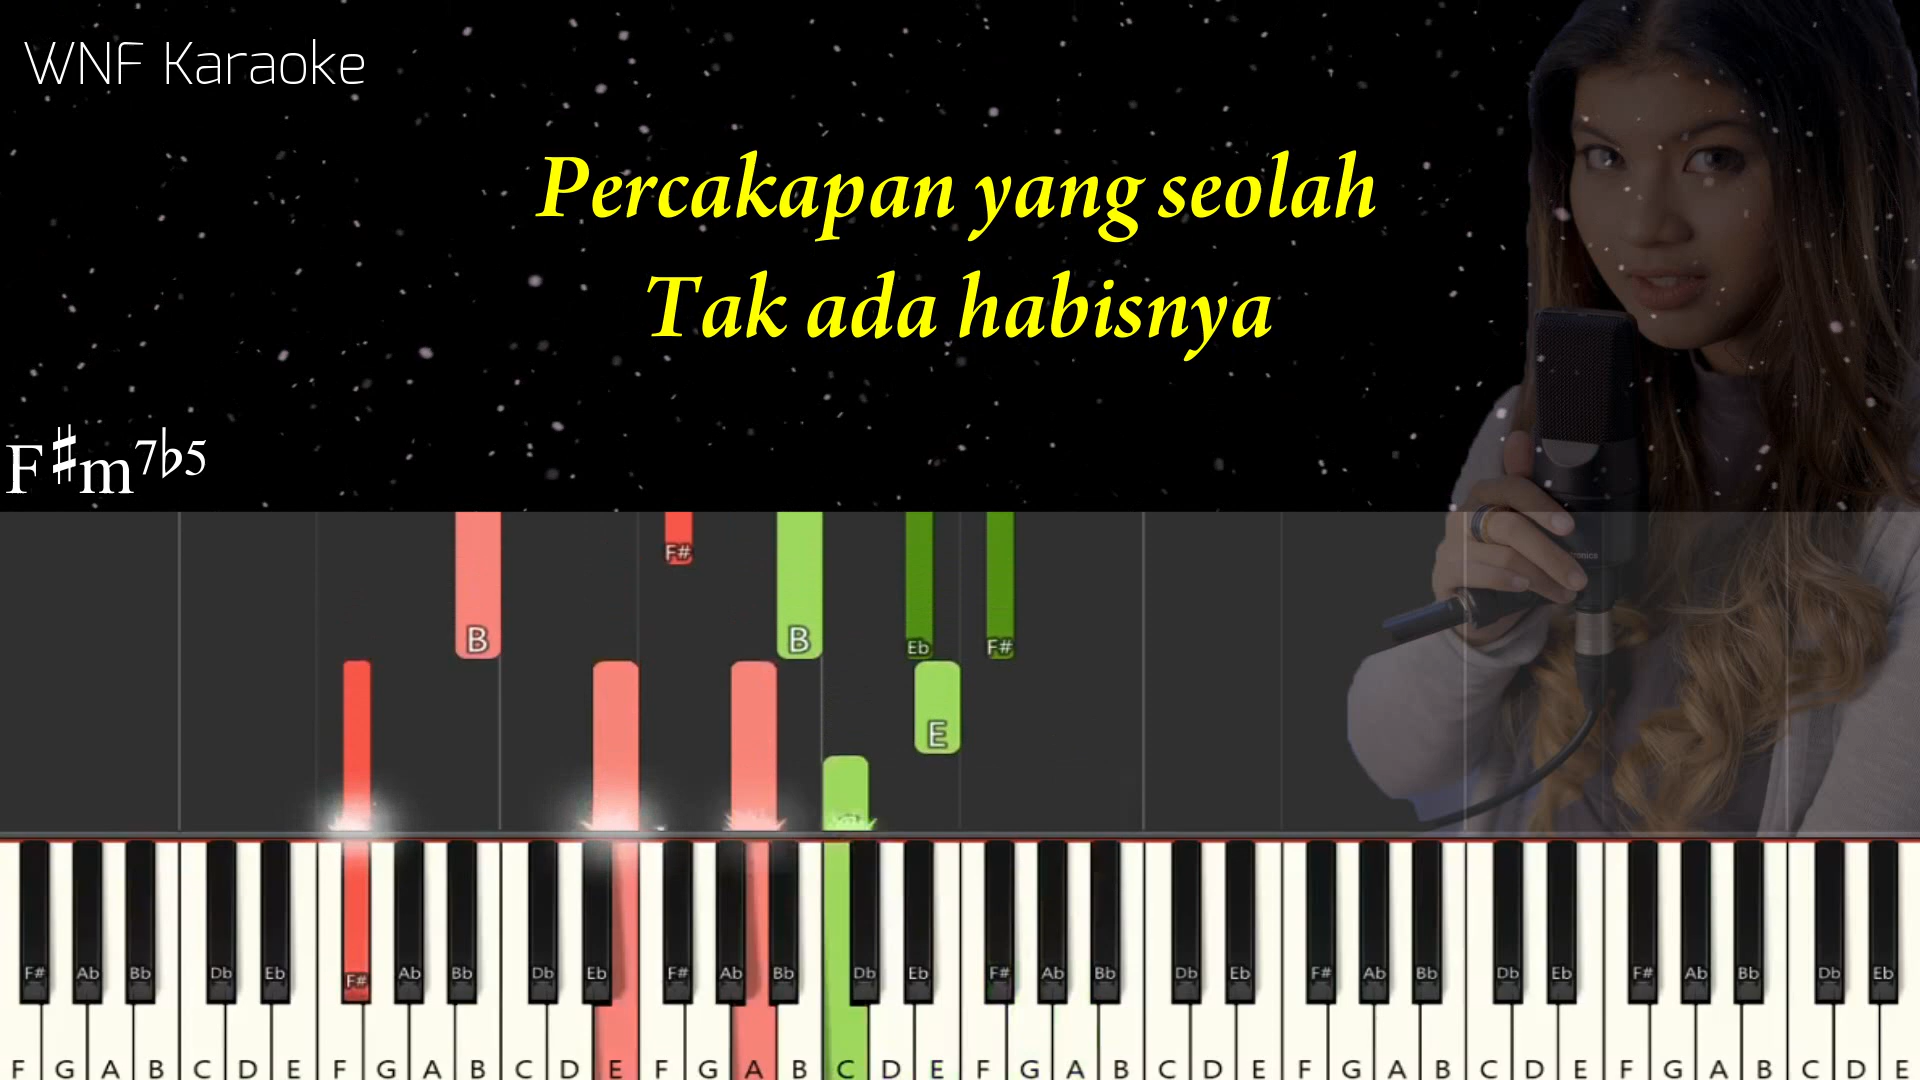 WNF Karaoke
Percakapan yang seolah
Tak ada habisnya
F♯m7♭5
F#
B B Eb F#
E
F# Ab Bb Db Eb F# Ab Bb Db Eb F# Ab Bb Db Eb F# Ab Bb Db Eb F# Ab Bb Db Eb F# Ab Bb Db Eb
F G A B C D E F G A B C D E F G A B C D E F G A B C D E F G A B C D E F G A B C D E